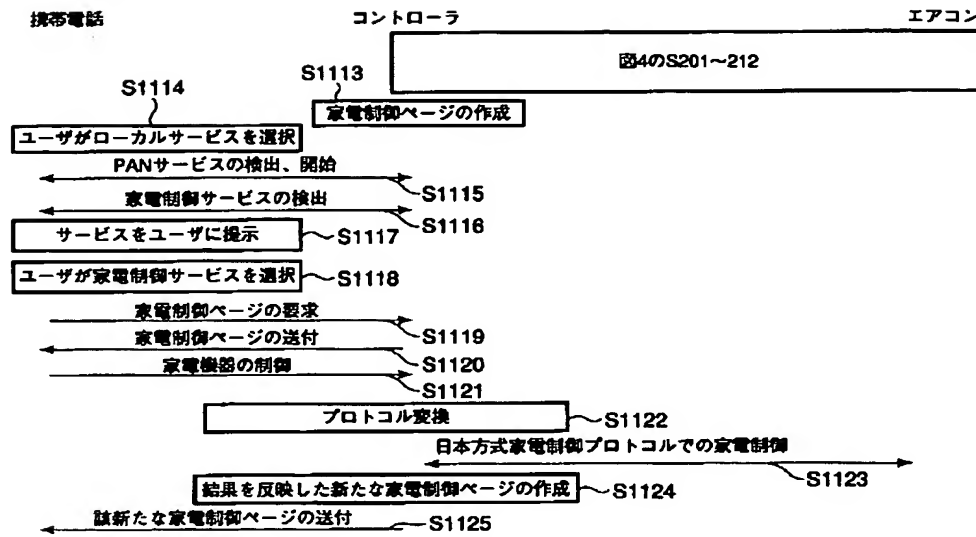 携帯電話 コントローラ エアコン
図4のS201～212
S1113
S1114
家電制御ページの作成
ユーザがローカルサービスを選択
PANサービスの検出、開始
S1115
家電制御サービスの検出
S1116
サービスをユーザに提示
S1117
ユーザが家電制御サービスを選択
S1118
家電制御ページの要求
S1119
家電制御ページの送付
S1120
家電機器の制御
S1121
プロトコル変換
S1122
日本方式家電制御プロトコルでの家電制御
S1123
結果を反映した新たな家電制御ページの作成
S1124
該新たな家電制御ページの送付
S1125